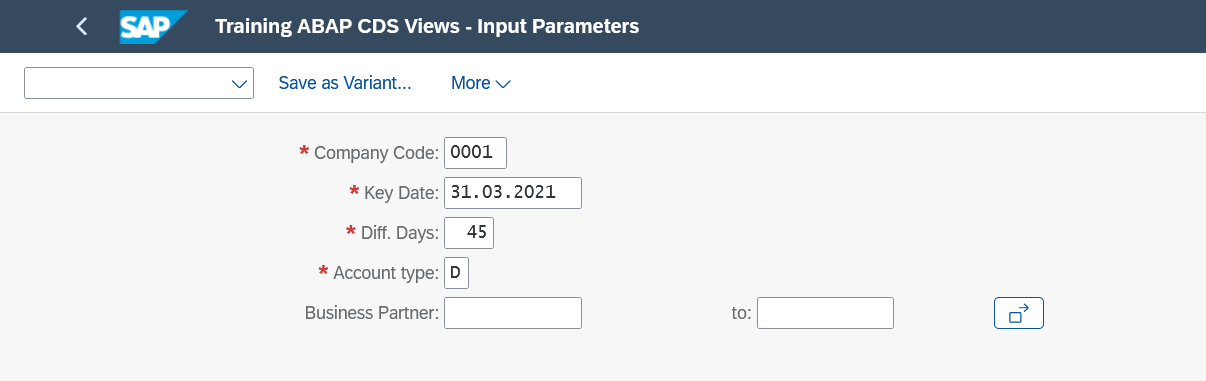 SAP Training ABAP CDS Views - Input Parameters
Save as Variant... More
* Company Code: 0001
* Key Date: 31.03.2021
* Diff. Days: 45
* Account type: D
Business Partner: to: